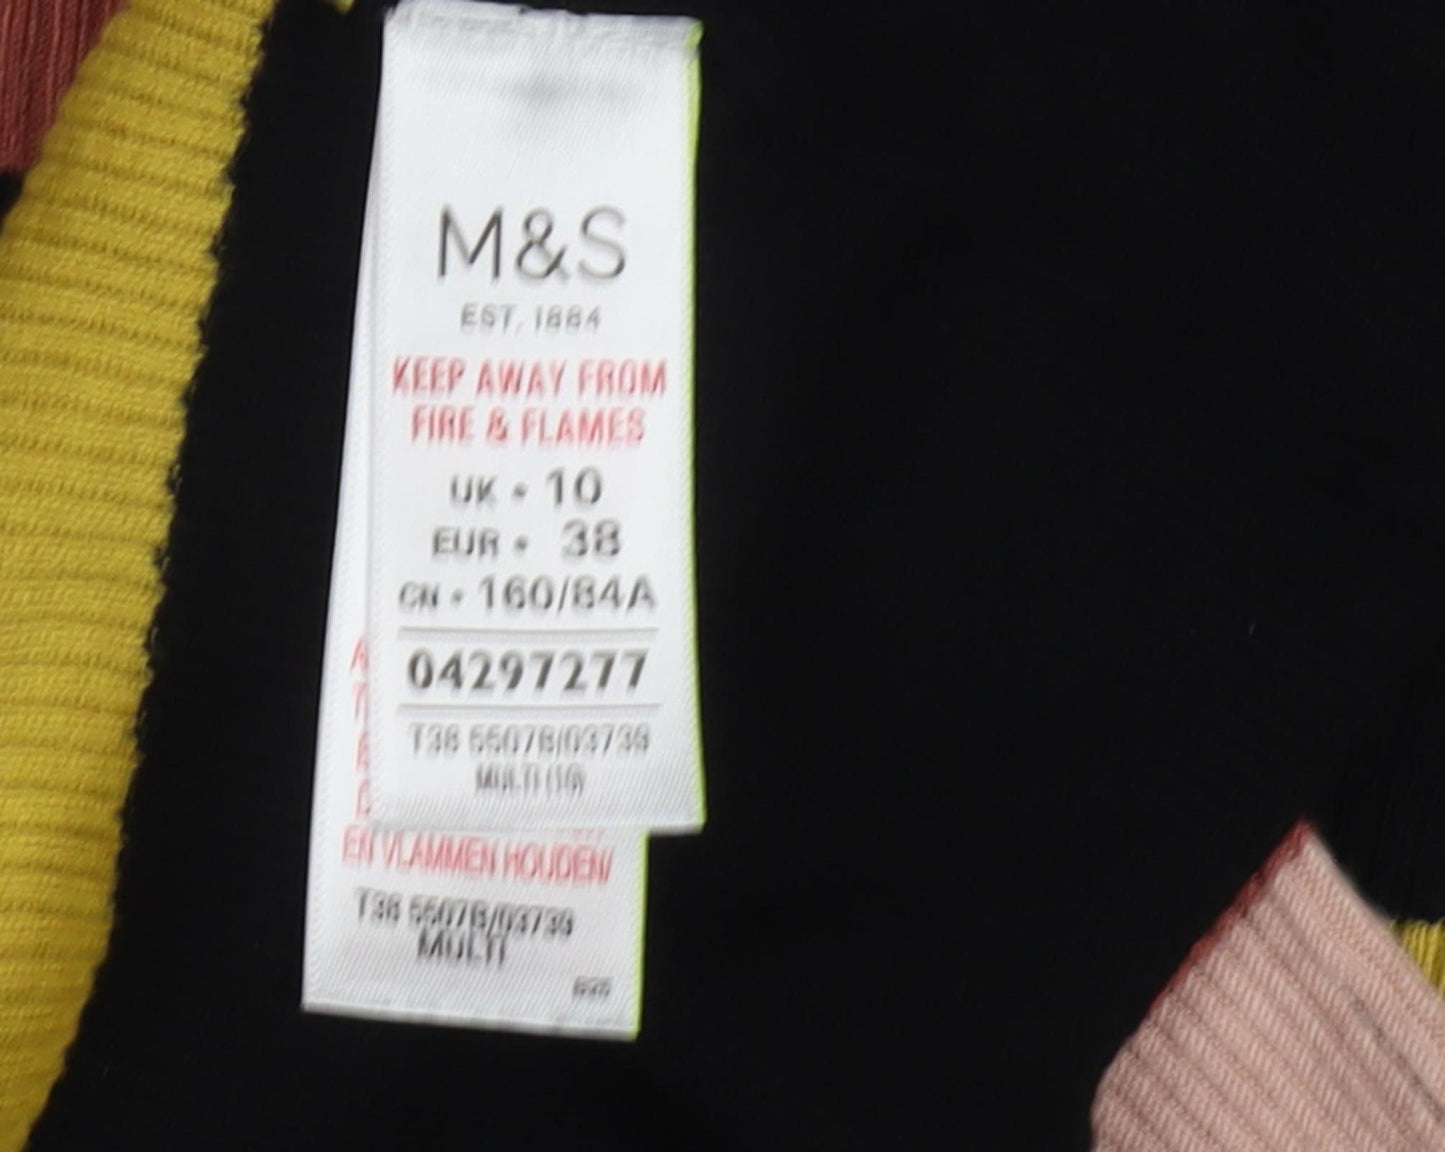 M&S
EST. 1884
KEEP AWAY FROM
FIRE & FLAMES
UK • 10
EUR • 38
CN • 160/84A
04297277
T38 5507B/03739
MULTI (10)
EN VLAMMEN HOUDEN/
T38 5507B/03739
MULTI